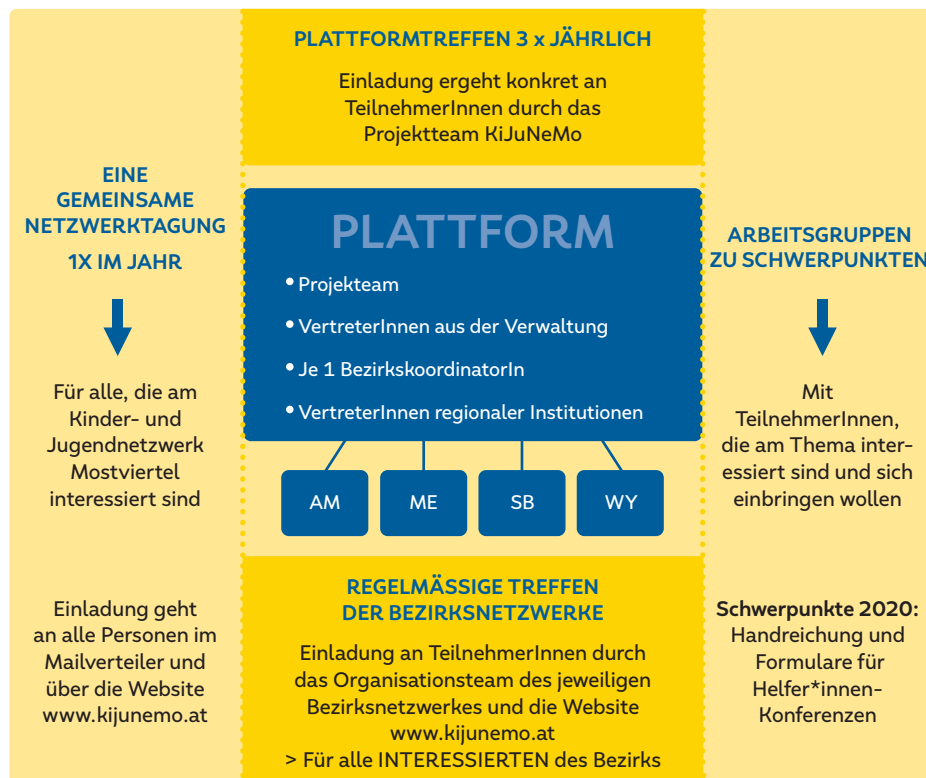 PLATTFORMTREFFEN 3 x JÄHRLICH
Einladung ergeht konkret an
TeilnehmerInnen durch das
Projektteam KiJuNeMo
EINE
GEMEINSAME
NETZWERKTAGUNG
1X IM JAHR
Für alle, die am
Kinder- und
Jugendnetzwerk
Mostviertel
interessiert sind
Einladung geht
an alle Personen im
Mailverteiler und
über die Website
www.kijunemo.at
PLATTFORM
• Projekteam
• VertreterInnen aus der Verwaltung
• Je 1 BezirkskoordinatorIn
• VertreterInnen regionaler Institutionen
AM
ME
SB
WY
REGELMÄSSIGE TREFFEN
DER BEZIRKSNETZWERKE
Einladung an TeilnehmerInnen durch
das Organisationsteam des jeweiligen
Bezirksnetzwerkes und die Website
www.kijunemo.at
> Für alle INTERESSIERTEN des Bezirks
ARBEITSGRUPPEN
ZU SCHWERPUNKTEN
Mit
TeilnehmerInnen,
die am Thema inter-
essiert sind und sich
einbringen wollen
Schwerpunkte 2020:
Handreichung und
Formulare für
Helfer*innen-
Konferenzen